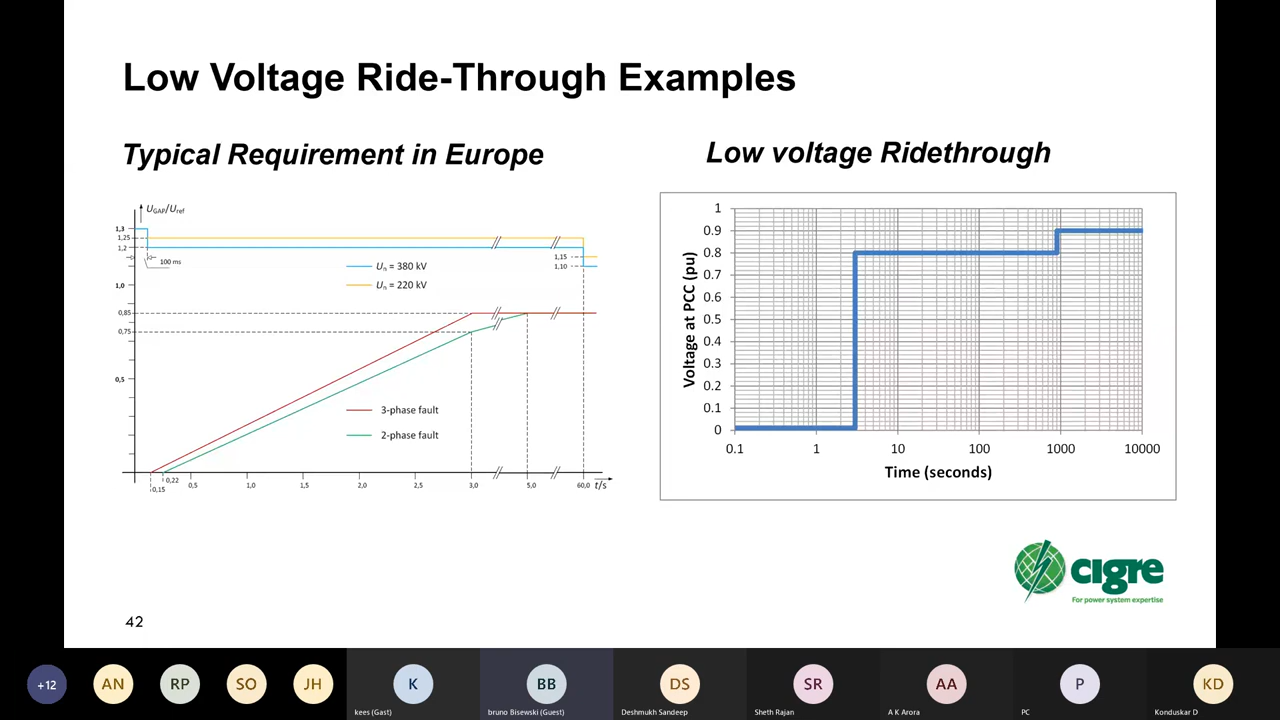 Low Voltage Ride-Through Examples
Typical Requirement in Europe
Low voltage Ridethrough
UGAP/Uref
1,3
1,25
1,2
100 ms
1,15
1,10
Un = 380 kV
Un = 220 kV
1,0
0,85
0,75
0,5
3-phase fault
2-phase fault
0,15
0,22
0,5
1,0
1,5
2,0
2,5
3,0
5,0
60,0
t/s
Voltage at PCC (pu)
1
0.9
0.8
0.7
0.6
0.5
0.4
0.3
0.2
0.1
0
0.1 1 10 100 1000 10000
Time (seconds)
cigre
For power system expertise
42
+12
AN
RP
SO
JH
K
kees (Gast)
BB
bruno Bisewski (Guest)
DS
Deshmukh Sandeep
SR
Sheth Rajan
AA
A K Arora
P
PC
KD
Konduskar D